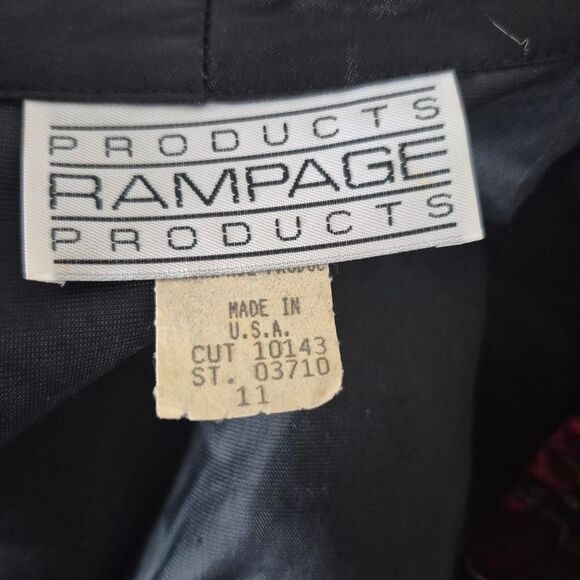 PRODUCTS
RAMPAGE
PRODUCTS
MADE IN
U.S.A.
CUT 10143
ST. 03710
11